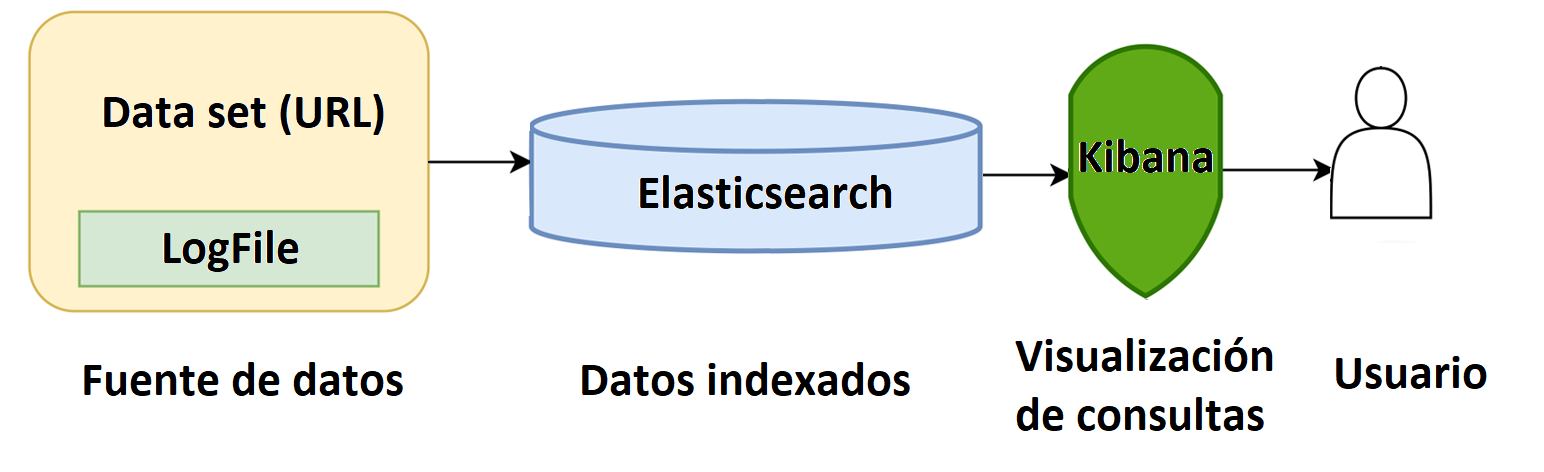 Data set (URL)
LogFile
Elasticsearch
Kibana
Fuente de datos
Datos indexados
Visualización
de consultas
Usuario